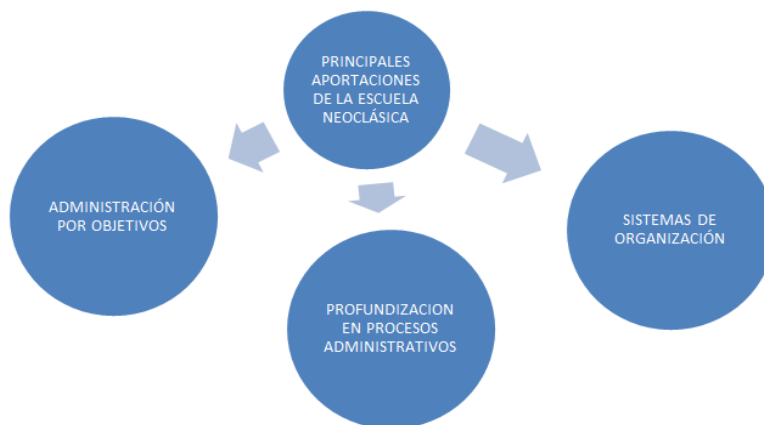 PRINCIPALES
APORTACIONES
DE LA ESCUELA
NEOCLÁSICA
ADMINISTRACIÓN
POR OBJETIVOS
PROFUNDIZACION
EN PROCESOS
ADMINISTRATIVOS
SISTEMAS DE
ORGANIZACIÓN